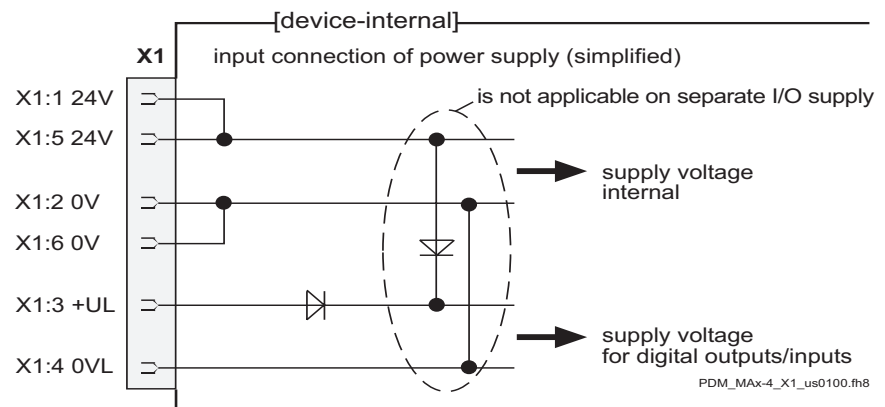 [device-internal]
X1 input connection of power supply (simplified)
is not applicable on separate I/O supply
X1:1 24V
X1:5 24V
X1:2 0V
X1:6 0V
X1:3 +UL
X1:4 0VL
supply voltage
internal
supply voltage
for digital outputs/inputs
PDM_MAx-4_X1_us0100.fh8